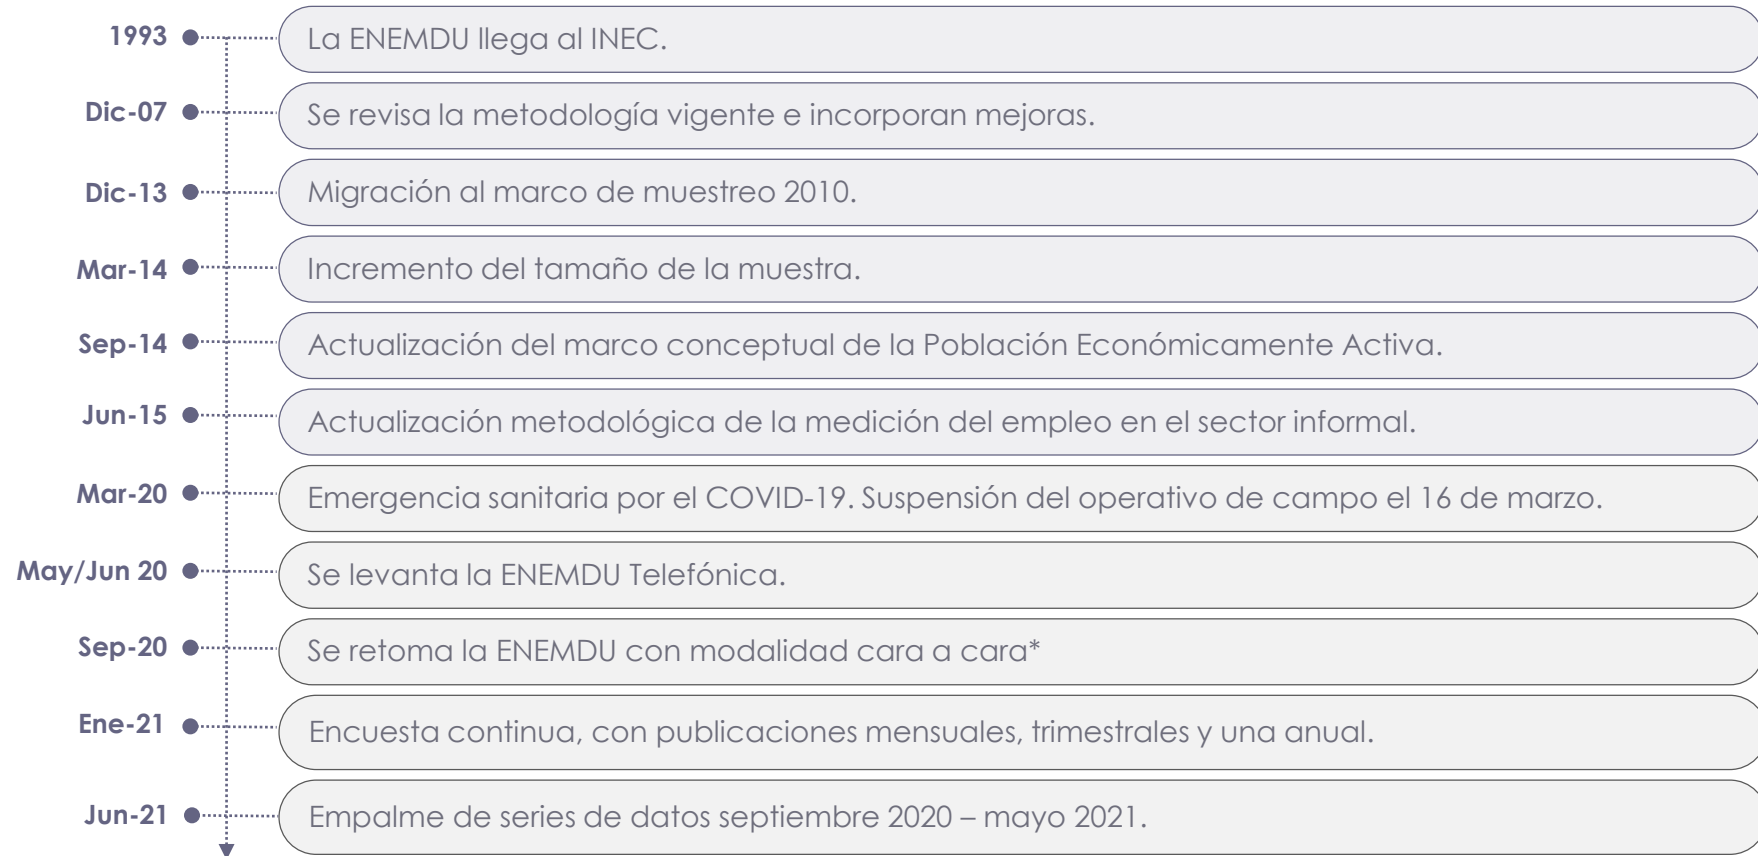 1993 La ENEMDU llega al INEC.
Dic-07 Se revisa la metodología vigente e incorporan mejoras.
Dic-13 Migración al marco de muestreo 2010.
Mar-14 Incremento del tamaño de la muestra.
Sep-14 Actualización del marco conceptual de la Población Económicamente Activa.
Jun-15 Actualización metodológica de la medición del empleo en el sector informal.
Mar-20 Emergencia sanitaria por el COVID-19. Suspensión del operativo de campo el 16 de marzo.
May/Jun 20 Se levanta la ENEMDU Telefónica.
Sep-20 Se retoma la ENEMDU con modalidad cara a cara*
Ene-21 Encuesta continua, con publicaciones mensuales, trimestrales y una anual.
Jun-21 Empalme de series de datos septiembre 2020 – mayo 2021.